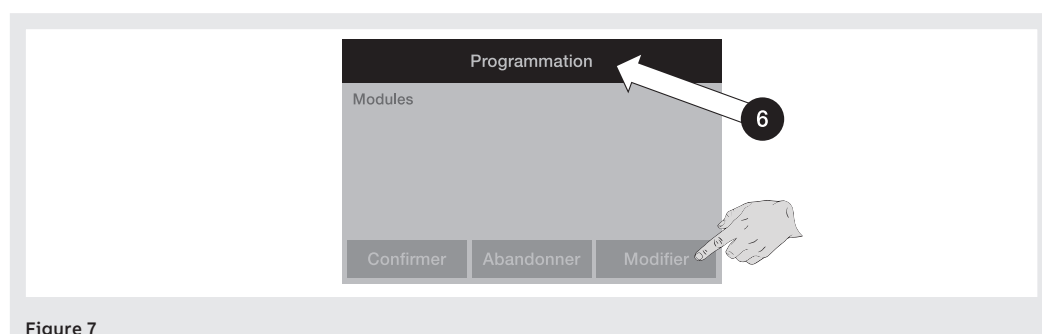 Programmation
Modules
6
Confirmer Abandonner Modifier
Figure 7